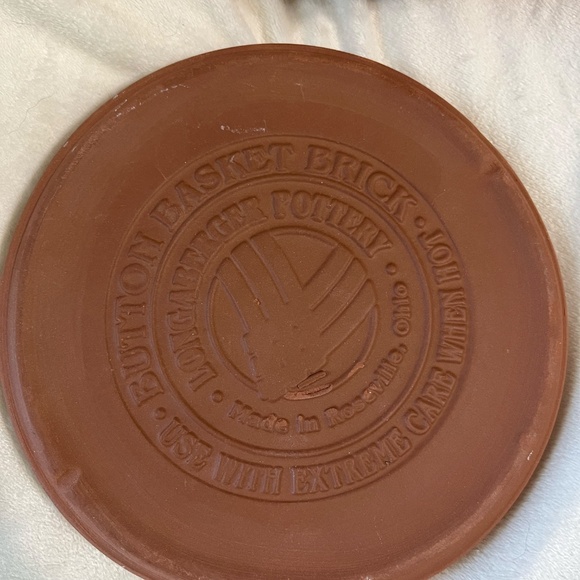 • BUTTON BASKET BRICK •
USE WITH EXTREME CARE WHEN HOT
• LONGABERGER POTTERY •
Made in Roseville, Ohio